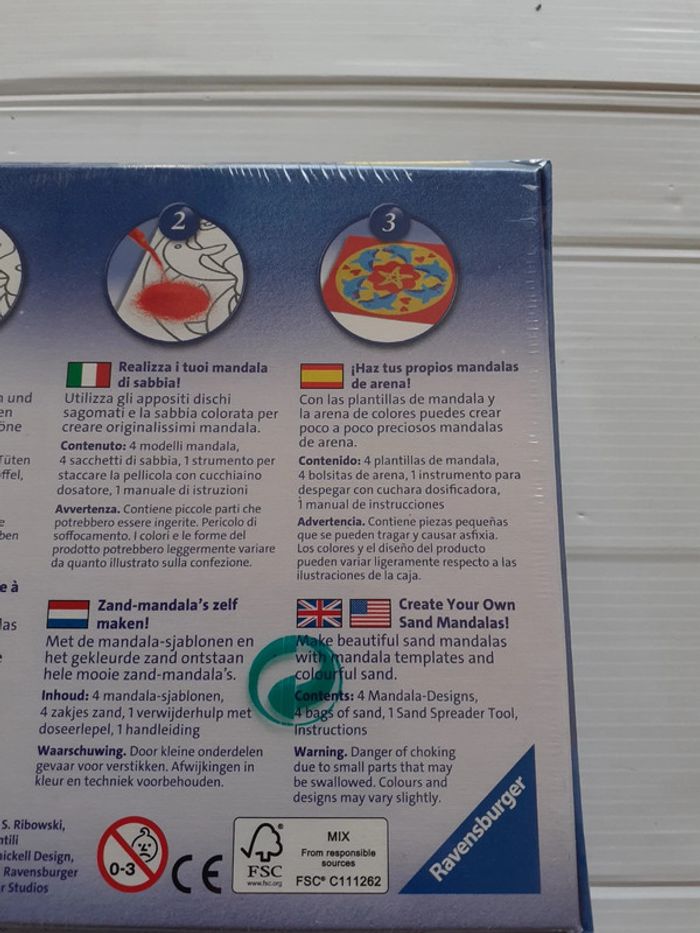 2
3
Realizza i tuoi mandala
di sabbia!
Utilizza gli appositi dischi
sagomati e la sabbia colorata per
creare originalissimi mandala.
Contenuto: 4 modelli mandala,
4 sacchetti di sabbia, 1 strumento per
staccare la pellicola con cucchiaino
dosatore, 1 manuale di istruzioni
Avvertenza. Contiene piccole parti che
potrebbero essere ingerite. Pericolo di
soffocamento. I colori e le forme del
prodotto potrebbero leggermente variare
da quanto illustrato sulla confezione.
¡Haz tus propios mandalas
de arena!
Con las plantillas de mandala y
la arena de colores puedes crear
poco a poco preciosos mandalas
de arena.
Contenido: 4 plantillas de mandala,
4 bolsitas de arena, 1 instrumento para
despegar con cuchara dosificadora,
1 manual de instrucciones
Advertencia. Contiene piezas pequeñas
que se pueden tragar y causar asfixia.
Los colores y el diseño del producto
pueden variar ligeramente respecto a las
ilustraciones de la caja.
Zand-mandala's zelf
maken!
Met de mandala-sjablonen en
het gekleurde zand ontstaan
hele mooie zand-mandala's.
Inhoud: 4 mandala-sjablonen,
4 zakjes zand, 1 verwijderhulp met
doseerlepel, 1 handleiding
Waarschuwing. Door kleine onderdelen
gevaar voor verstikken. Afwijkingen in
kleur en techniek voorbehouden.
Create Your Own
Sand Mandalas!
Make beautiful sand mandalas
with mandala templates and
colourful sand.
Contents: 4 Mandala-Designs,
4 bags of sand, 1 Sand Spreader Tool,
Instructions
Warning. Danger of choking
due to small parts that may
be swallowed. Colours and
designs may vary slightly.
und
S. Ribowski,
Design,
Ravensburger
Studios
0-3
CE
FSC
www.fsc.org
MIX
From responsible
sources
FSC® C111262
Ravensburger